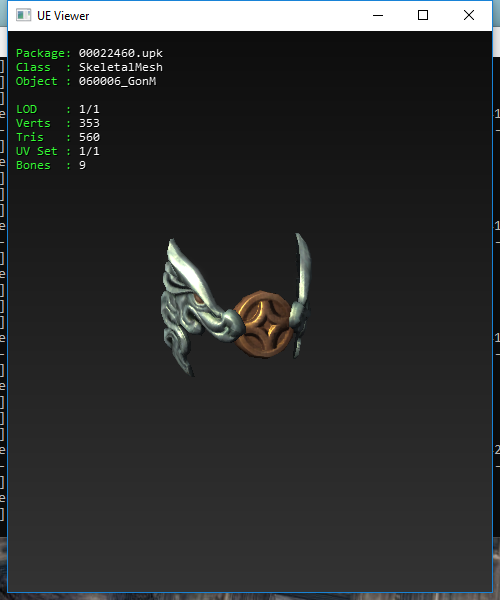 UE Viewer
Package: 00022460.upk
Class  : SkeletalMesh
Object : 060006_GonM
LOD    : 1/1
Verts  : 353
Tris   : 560
UV Set : 1/1
Bones  : 9